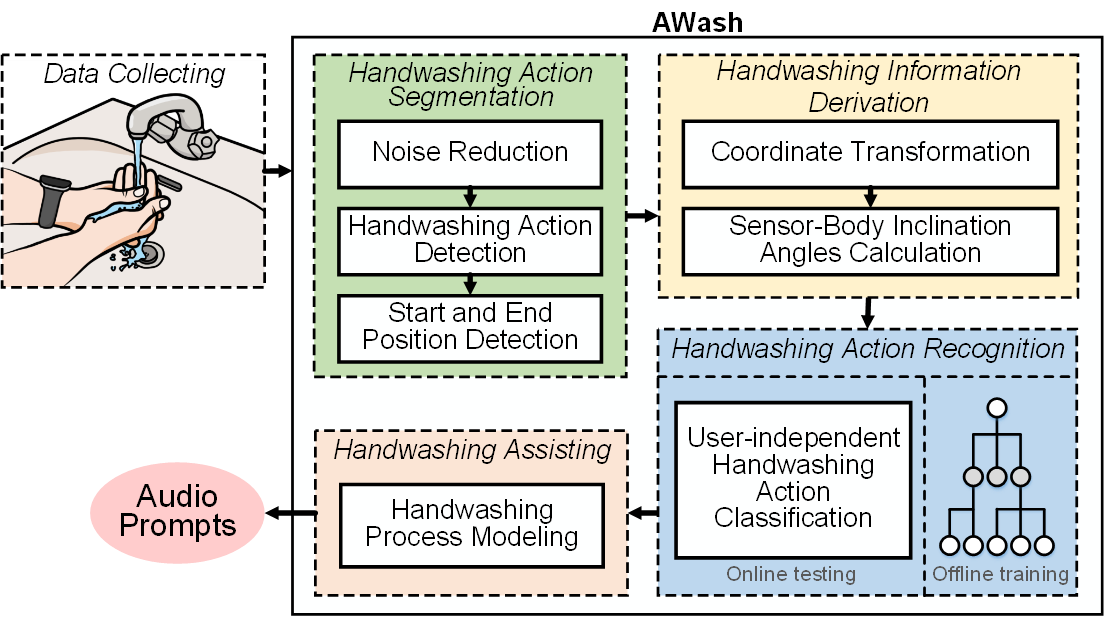 AWash
Data Collecting
Handwashing Action
Segmentation
Noise Reduction
Handwashing Action
Detection
Start and End
Position Detection
Handwashing Information
Derivation
Coordinate Transformation
Sensor-Body Inclination
Angles Calculation
Handwashing Action Recognition
User-independent
Handwashing
Action
Classification
Online testing
Offline training
Handwashing Assisting
Handwashing
Process Modeling
Audio
Prompts